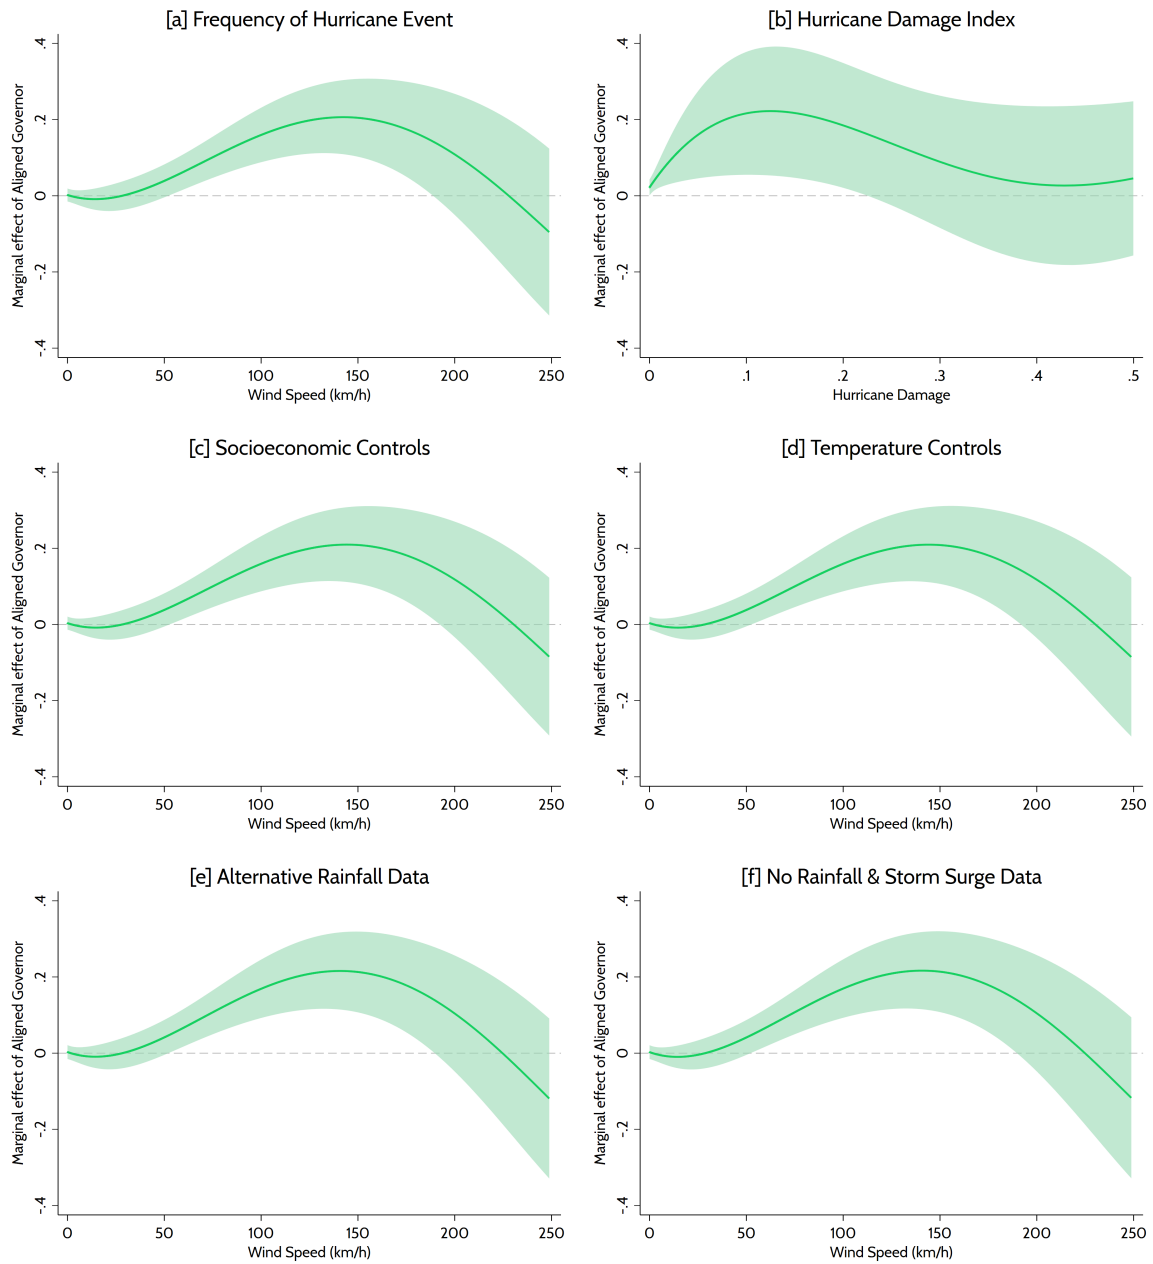 [a] Frequency of Hurricane Event
Marginal effect of Aligned Governor
.4
.2
0
-.2
-.4
0 50 100 150 200 250
Wind Speed (km/h)
[b] Hurricane Damage Index
Marginal effect of Aligned Governor
.4
.2
0
-.2
-.4
0 .1 .2 .3 .4 .5
Hurricane Damage
[c] Socioeconomic Controls
Marginal effect of Aligned Governor
.4
.2
0
-.2
-.4
0 50 100 150 200 250
Wind Speed (km/h)
[d] Temperature Controls
Marginal effect of Aligned Governor
.4
.2
0
-.2
-.4
0 50 100 150 200 250
Wind Speed (km/h)
[e] Alternative Rainfall Data
Marginal effect of Aligned Governor
.4
.2
0
-.2
-.4
0 50 100 150 200 250
Wind Speed (km/h)
[f] No Rainfall & Storm Surge Data
Marginal effect of Aligned Governor
.4
.2
0
-.2
-.4
0 50 100 150 200 250
Wind Speed (km/h)